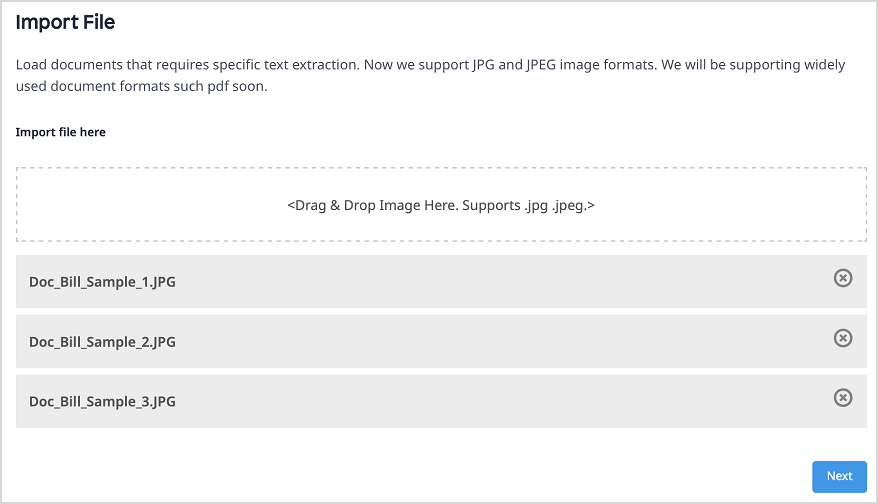 Import File
Load documents that requires specific text extraction. Now we support JPG and JPEG image formats. We will be supporting widely
used document formats such pdf soon.
Import file here
<Drag & Drop Image Here. Supports .jpg .jpeg.>
Doc_Bill_Sample_1.JPG
Doc_Bill_Sample_2.JPG
Doc_Bill_Sample_3.JPG
Next